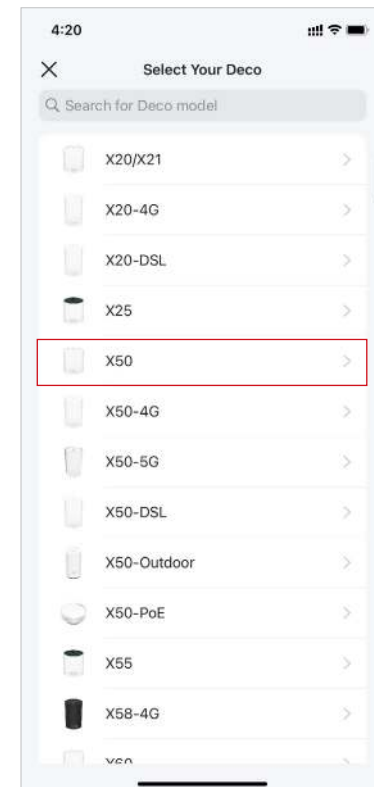 4:20
Select Your Deco
Search for Deco model
X20/X21
X20-4G
X20-DSL
X25
X50
X50-4G
X50-5G
X50-DSL
X50-Outdoor
X50-PoE
X55
X58-4G